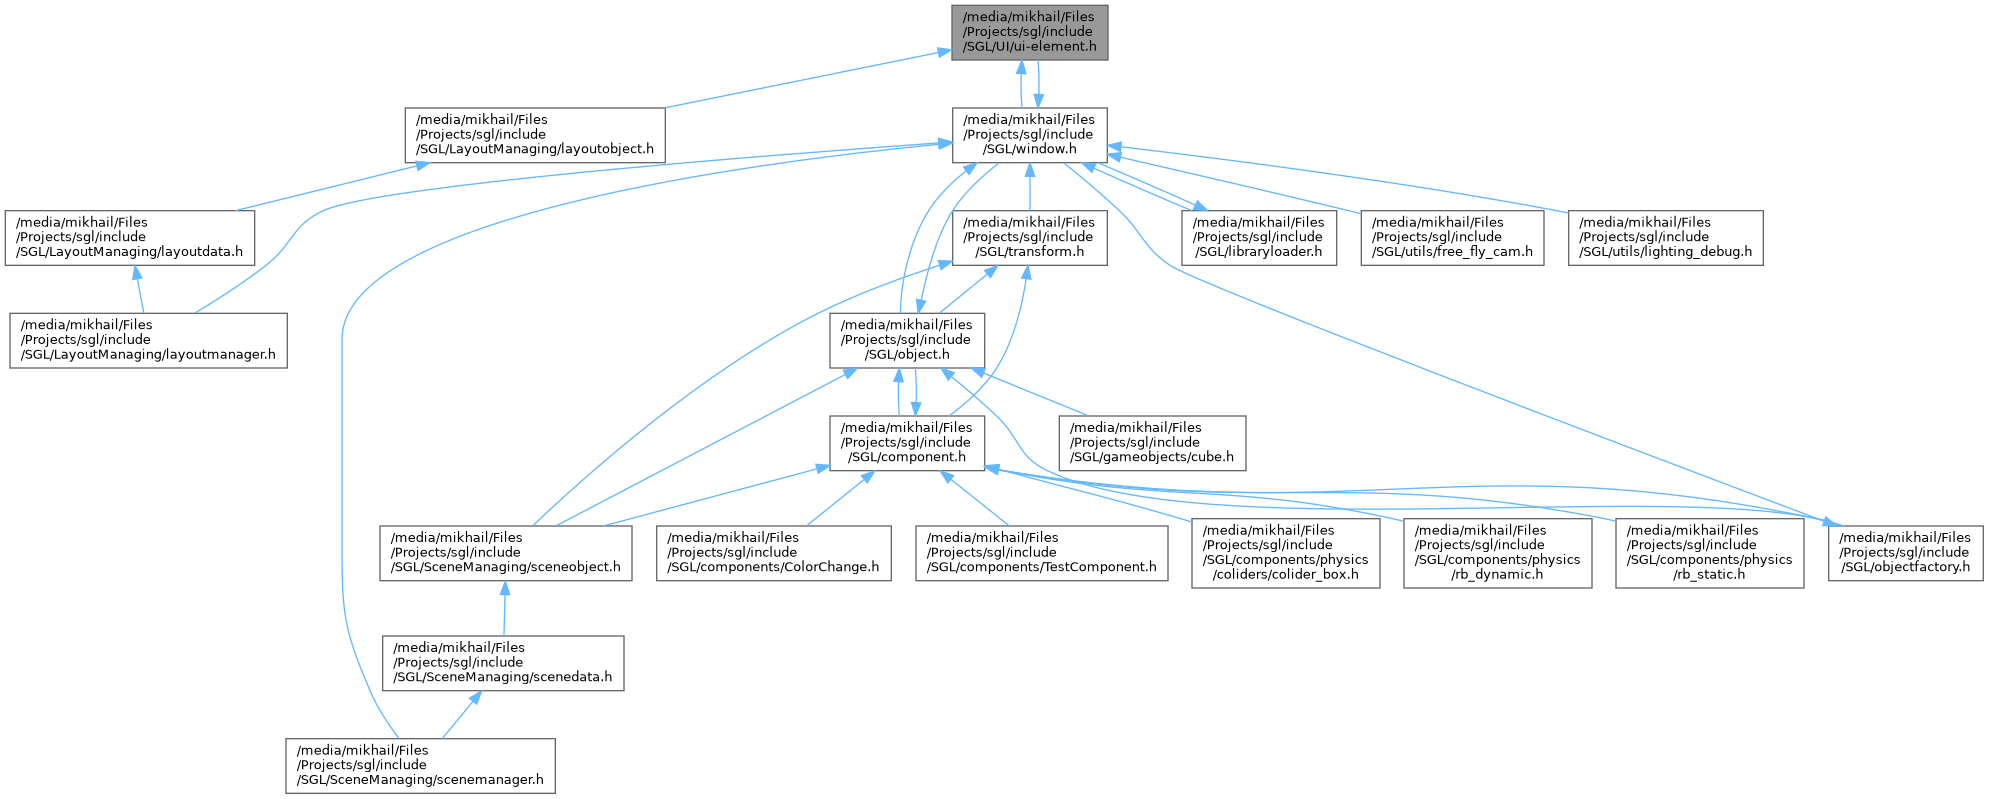 /media/mikhail/Files
/Projects/sgl/include
/SGL/UI/ui-element.h
/media/mikhail/Files
/Projects/sgl/include
/SGL/LayoutManaging/layoutobject.h
/media/mikhail/Files
/Projects/sgl/include
/SGL/window.h
/media/mikhail/Files
/Projects/sgl/include
/SGL/LayoutManaging/layoutdata.h
/media/mikhail/Files
/Projects/sgl/include
/SGL/transform.h
/media/mikhail/Files
/Projects/sgl/include
/SGL/libraryloader.h
/media/mikhail/Files
/Projects/sgl/include
/SGL/utils/free_fly_cam.h
/media/mikhail/Files
/Projects/sgl/include
/SGL/utils/lighting_debug.h
/media/mikhail/Files
/Projects/sgl/include
/SGL/LayoutManaging/layoutmanager.h
/media/mikhail/Files
/Projects/sgl/include
/SGL/object.h
/media/mikhail/Files
/Projects/sgl/include
/SGL/component.h
/media/mikhail/Files
/Projects/sgl/include
/SGL/gameobjects/cube.h
/media/mikhail/Files
/Projects/sgl/include
/SGL/SceneManaging/sceneobject.h
/media/mikhail/Files
/Projects/sgl/include
/SGL/components/ColorChange.h
/media/mikhail/Files
/Projects/sgl/include
/SGL/components/TestComponent.h
/media/mikhail/Files
/Projects/sgl/include
/SGL/components/physics
/coliders/colider_box.h
/media/mikhail/Files
/Projects/sgl/include
/SGL/components/physics
/rb_dynamic.h
/media/mikhail/Files
/Projects/sgl/include
/SGL/components/physics
/rb_static.h
/media/mikhail/Files
/Projects/sgl/include
/SGL/objectfactory.h
/media/mikhail/Files
/Projects/sgl/include
/SGL/SceneManaging/scenedata.h
/media/mikhail/Files
/Projects/sgl/include
/SGL/SceneManaging/scenemanager.h